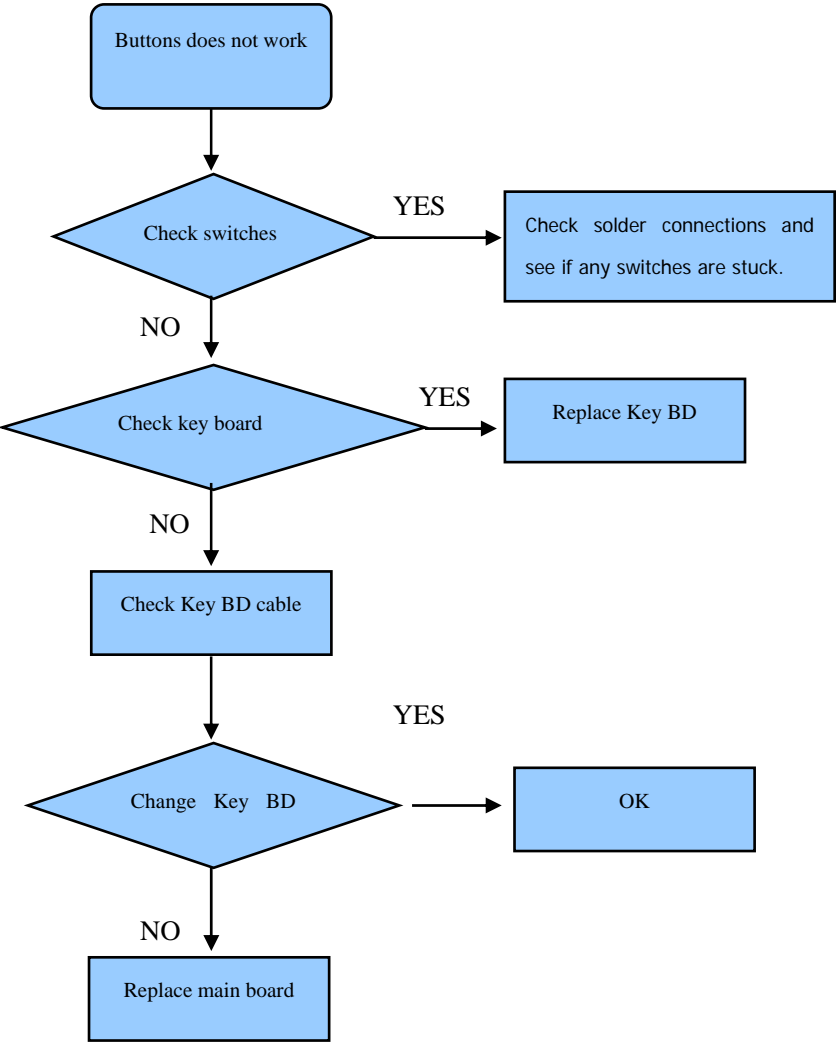 Buttons does not work
YES
Check switches
Check solder connections and
see if any switches are stuck.
NO
YES
Check key board
Replace Key BD
NO
Check Key BD cable
YES
Change Key BD
OK
NO
Replace main board